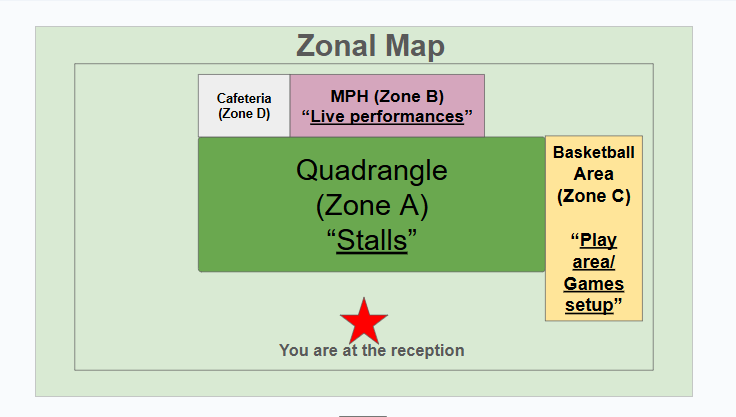 Zonal Map
Cafeteria
(Zone D)
MPH (Zone B)
“Live performances”
Quadrangle
(Zone A)
“Stalls”
Basketball
Area
(Zone C)
“Play
area/
Games
setup”
You are at the reception